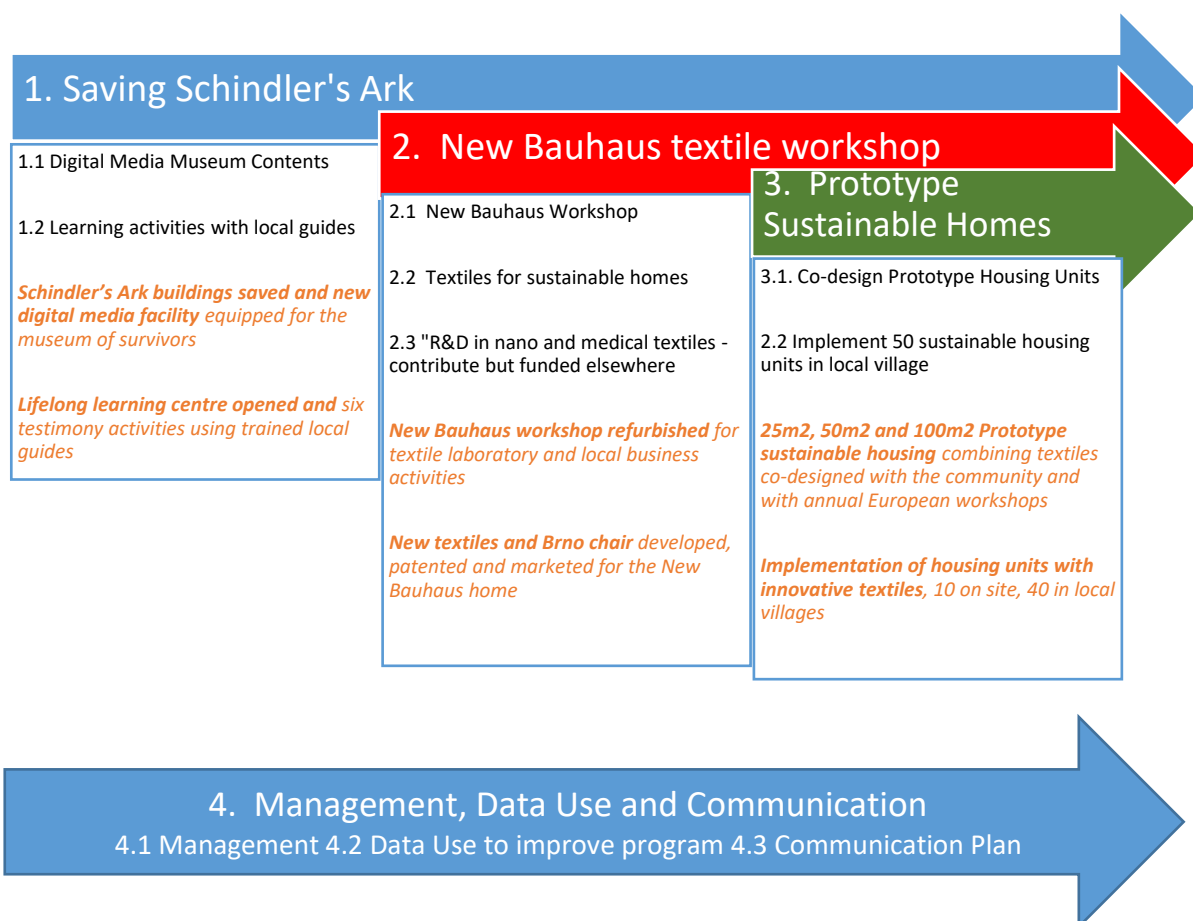 1. Saving Schindler's Ark
1.1 Digital Media Museum Contents
1.2 Learning activities with local guides
Schindler’s Ark buildings saved and new
digital media facility equipped for the
museum of survivors
Lifelong learning centre opened and six
testimony activities using trained local
guides
2. New Bauhaus textile workshop
2.1 New Bauhaus Workshop
2.2 Textiles for sustainable homes
2.3 "R&D in nano and medical textiles -
contribute but funded elsewhere
New Bauhaus workshop refurbished for
textile laboratory and local business
activities
New textiles and Brno chair developed,
patented and marketed for the New
Bauhaus home
3. Prototype
Sustainable Homes
3.1. Co-design Prototype Housing Units
2.2 Implement 50 sustainable housing
units in local village
25m2, 50m2 and 100m2 Prototype
sustainable housing combining textiles
co-designed with the community and
with annual European workshops
Implementation of housing units with
innovative textiles, 10 on site, 40 in local
villages
4. Management, Data Use and Communication
4.1 Management 4.2 Data Use to improve program 4.3 Communication Plan